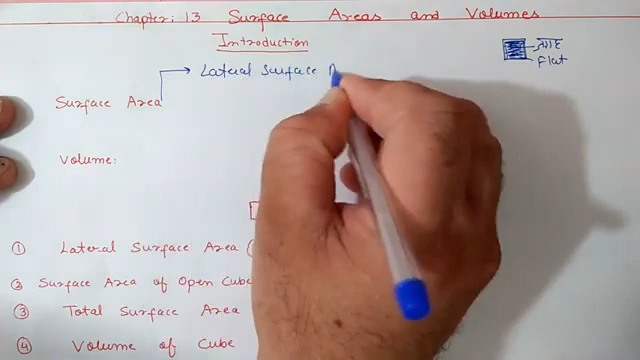 Chapter: 13 Surface Areas and Volumes
Introduction
Flat
Lateral Surface
Surface Area
Volume:
① Lateral Surface Area
② Surface Area of Open Cube
③ Total Surface Area
④ Volume of Cube